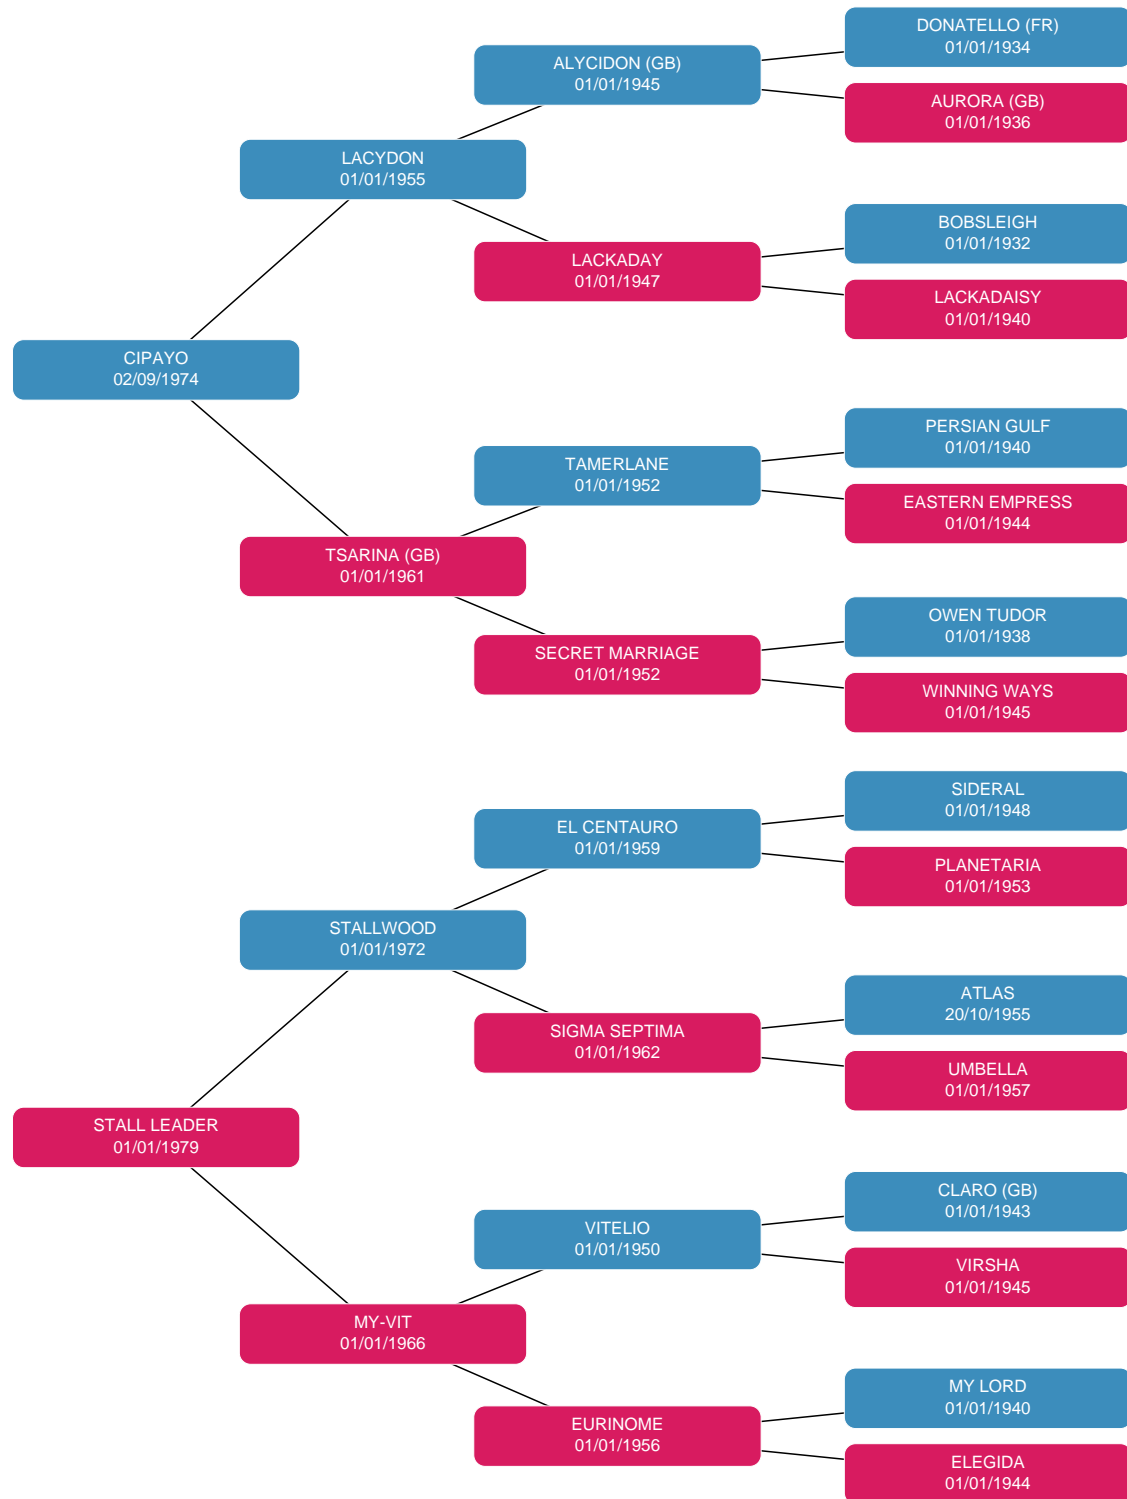 DONATELLO (FR)
01/01/1934
ALYCIDON (GB)
01/01/1945
AURORA (GB)
01/01/1936
LACYDON
01/01/1955
BOBSLEIGH
01/01/1932
LACKADAY
01/01/1947
LACKADAISY
01/01/1940
CIPAYO
02/09/1974
PERSIAN GULF
01/01/1940
TAMERLANE
01/01/1952
EASTERN EMPRESS
01/01/1944
TSARINA (GB)
01/01/1961
OWEN TUDOR
01/01/1938
SECRET MARRIAGE
01/01/1952
WINNING WAYS
01/01/1945
SIDERAL
01/01/1948
EL CENTAURO
01/01/1959
PLANETARIA
01/01/1953
STALLWOOD
01/01/1972
ATLAS
20/10/1955
SIGMA SEPTIMA
01/01/1962
UMBELLA
01/01/1957
STALL LEADER
01/01/1979
CLARO (GB)
01/01/1943
VITELIO
01/01/1950
VIRSHA
01/01/1945
MY-VIT
01/01/1966
MY LORD
01/01/1940
EURINOME
01/01/1956
ELEGIDA
01/01/1944